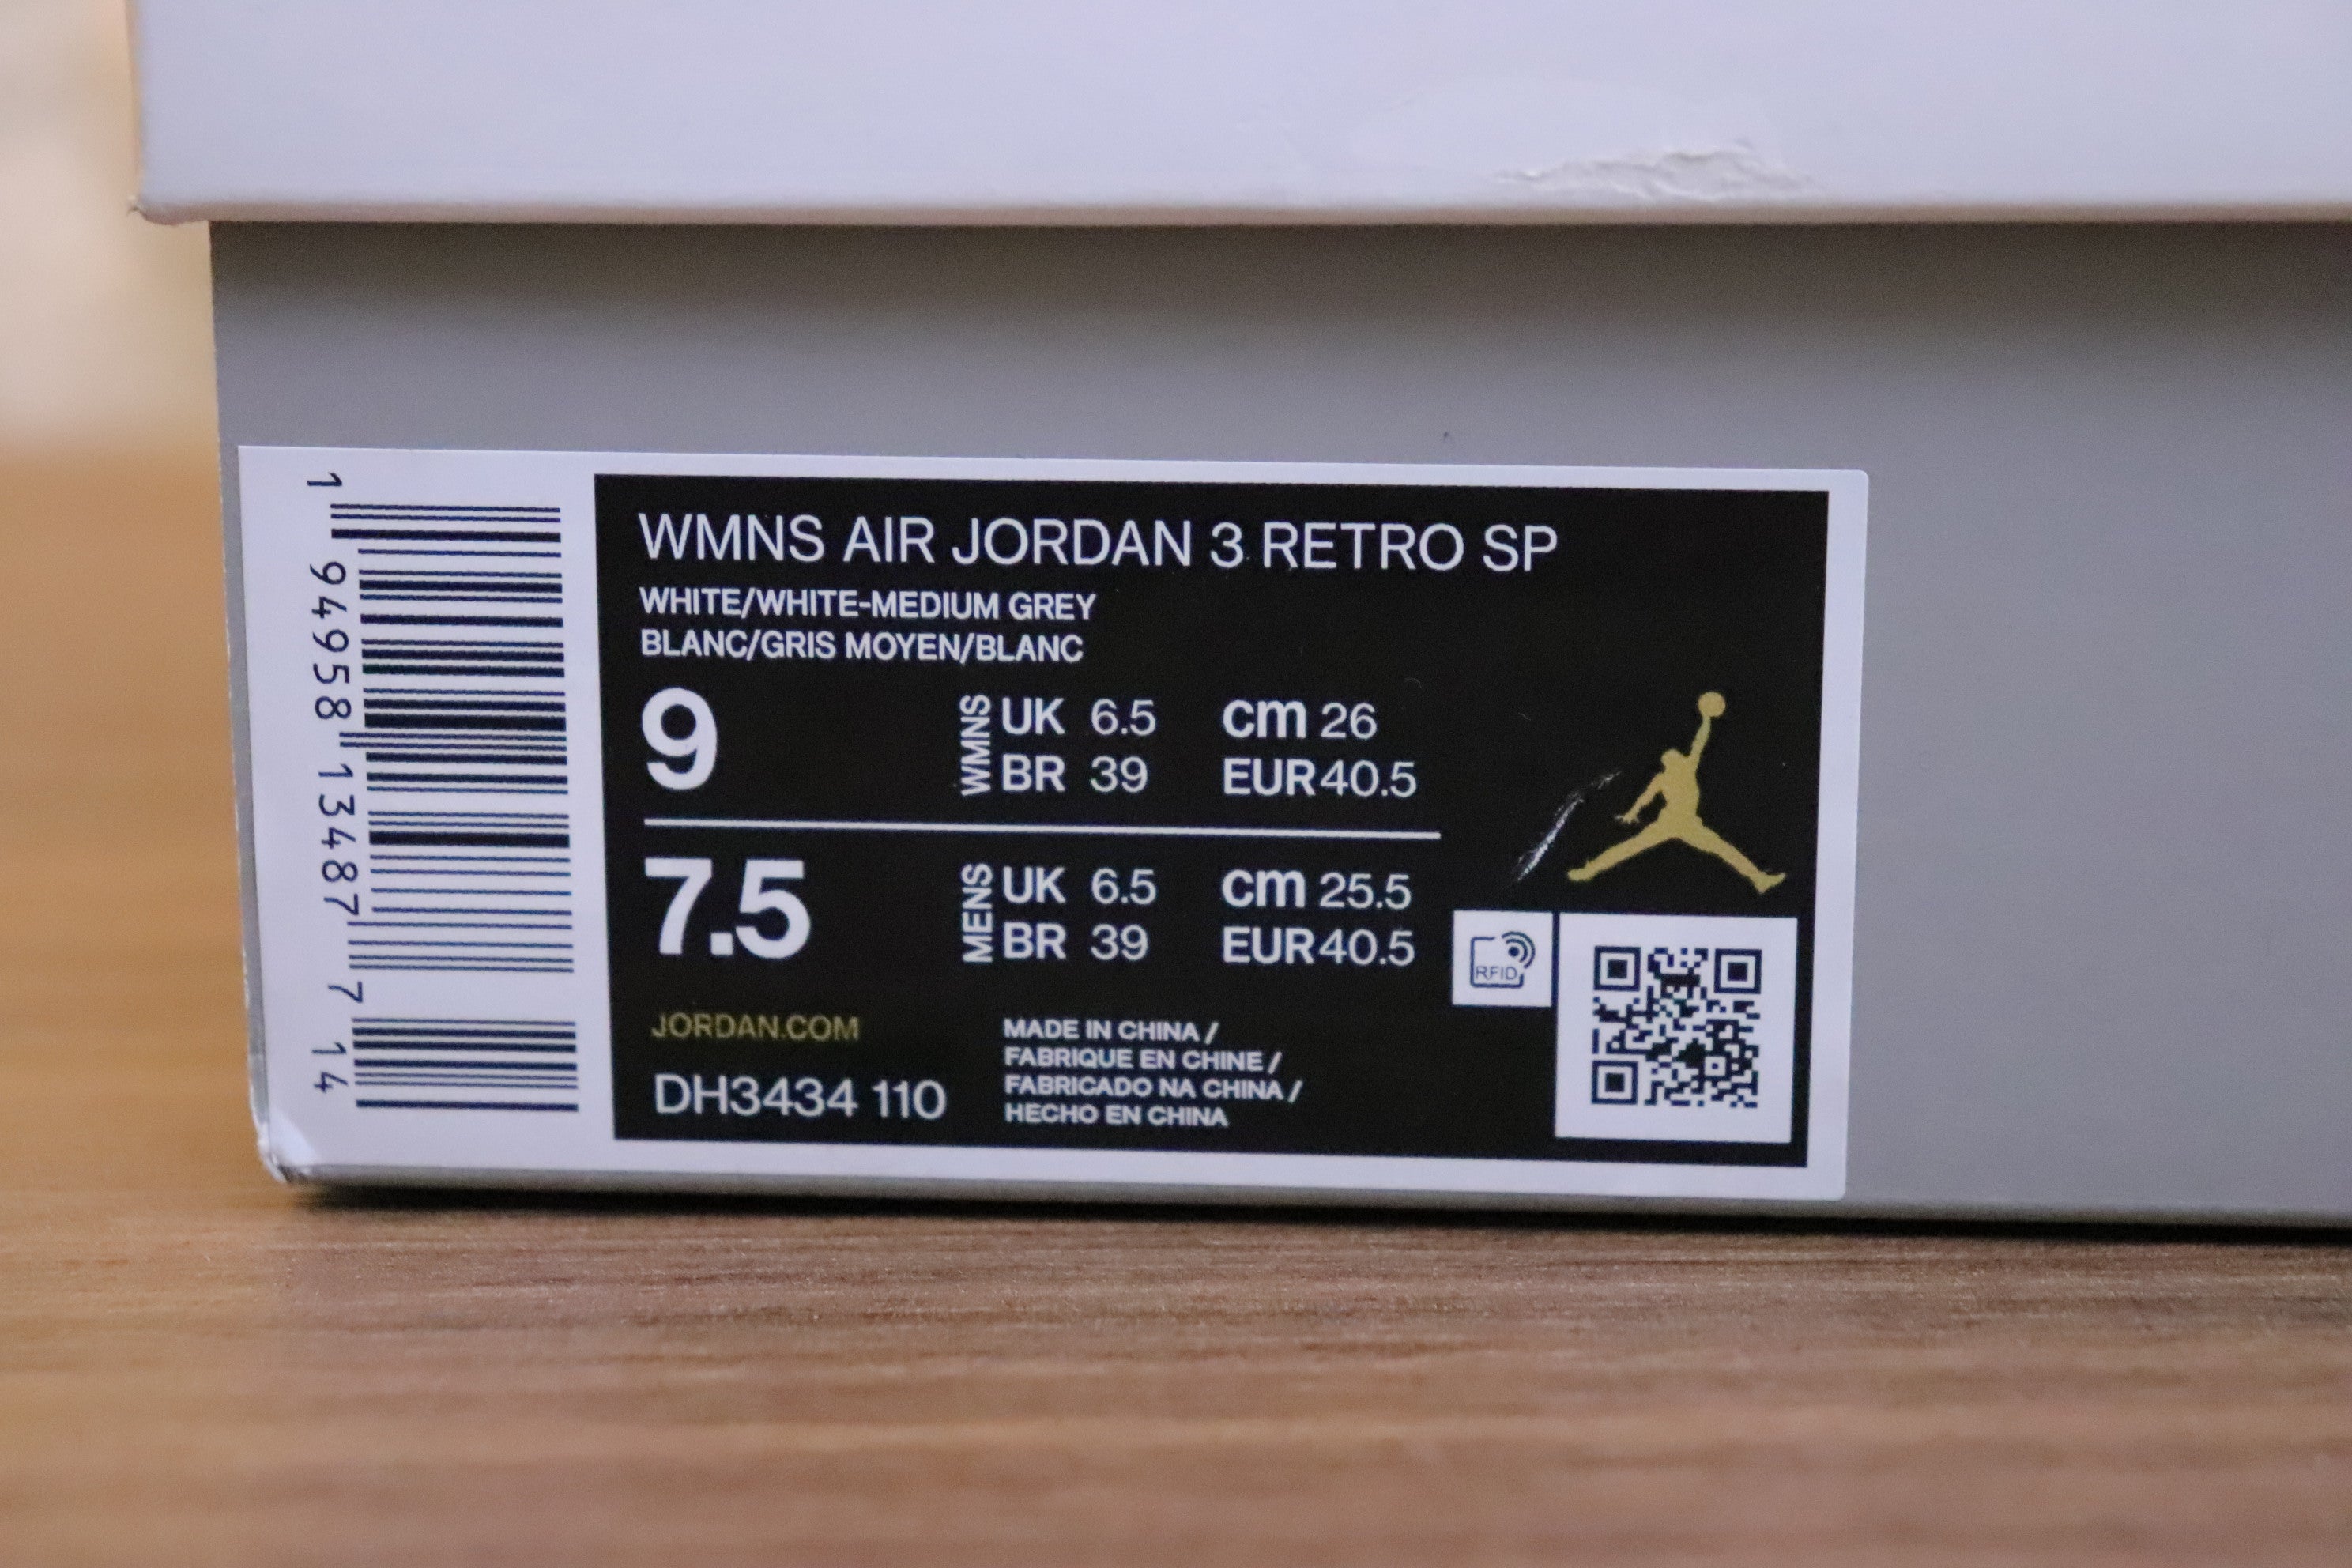 1 94958 13487 7 14
WMNS AIR JORDAN 3 RETRO SP
WHITE/WHITE-MEDIUM GREY
BLANC/GRIS MOYEN/BLANC
9
WMNS
UK 6.5 cm 26
BR 39 EUR 40.5
7.5
MENS
UK 6.5 cm 25.5
BR 39 EUR 40.5
RFID
JORDAN.COM
DH3434 110
MADE IN CHINA /
FABRIQUE EN CHINE /
FABRICADO NA CHINA /
HECHO EN CHINA